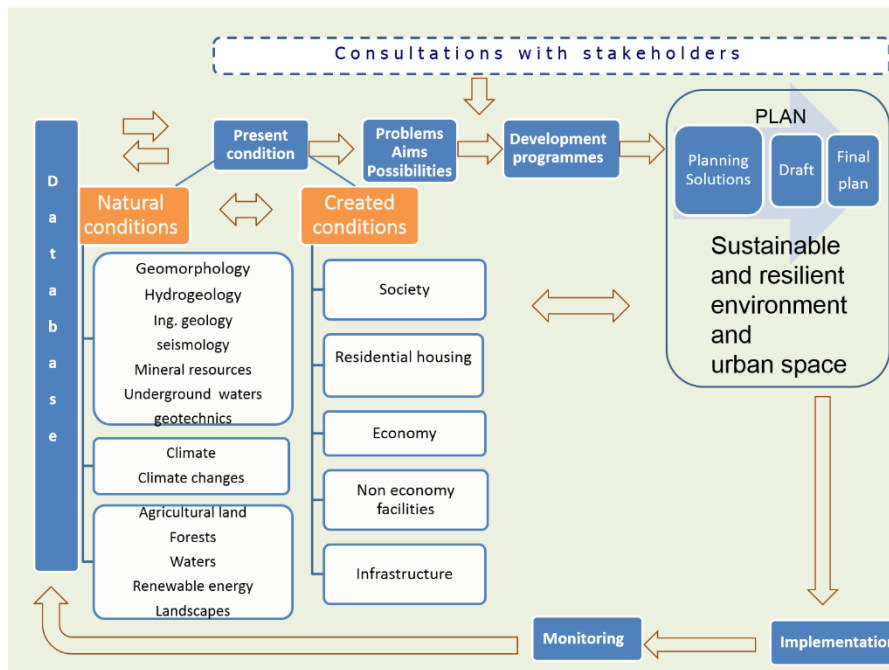 Consultations with stakeholders
Database
Present
condition
Problems
Aims
Possibilities
Development
programmes
PLAN
Planning
Solutions
Draft
Final
plan
Sustainable
and resilient
environment
and
urban space
Natural
conditions
Created
conditions
Geomorphology
Hydrogeology
Ing. geology
seismology
Mineral resources
Underground waters
geotechnics
Climate
Climate changes
Agricultural land
Forests
Waters
Renewable energy
Landscapes
Society
Residential housing
Economy
Non economy
facilities
Infrastructure
Monitoring
Implementation